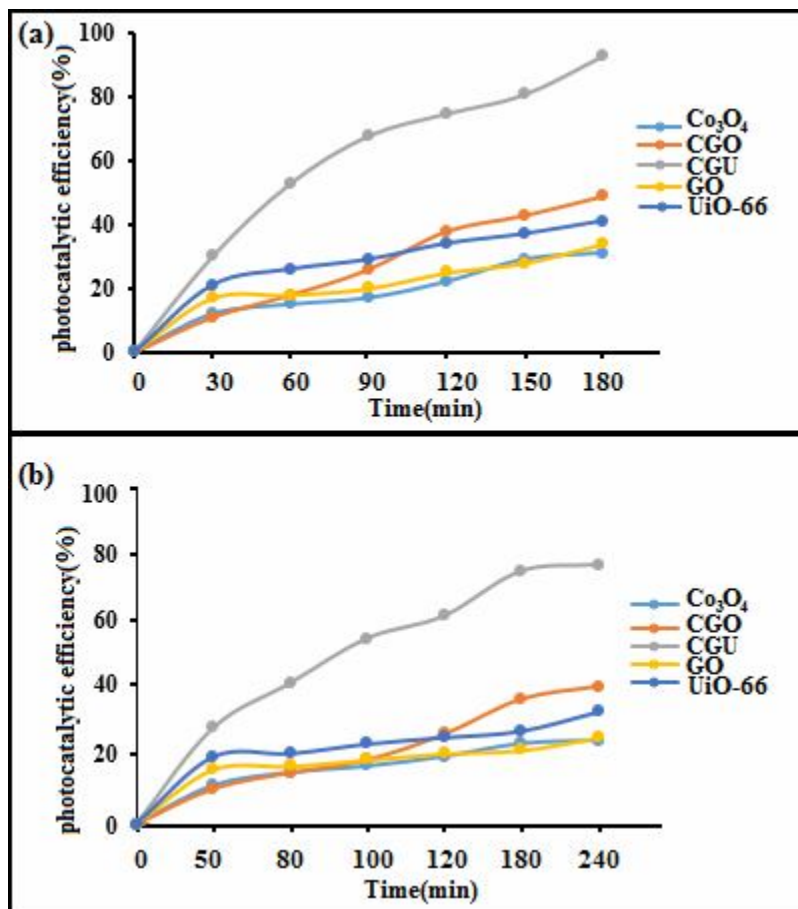 (a)
photocatalytic efficiency(%)
100
80
60
40
20
0
0 30 60 90 120 150 180
Time(min)
Co₃O₄
CGO
CGU
GO
UiO-66
(b)
photocatalytic efficiency(%)
100
80
60
40
20
0
0 50 80 100 120 180 240
Time(min)
Co₃O₄
CGO
CGU
GO
UiO-66